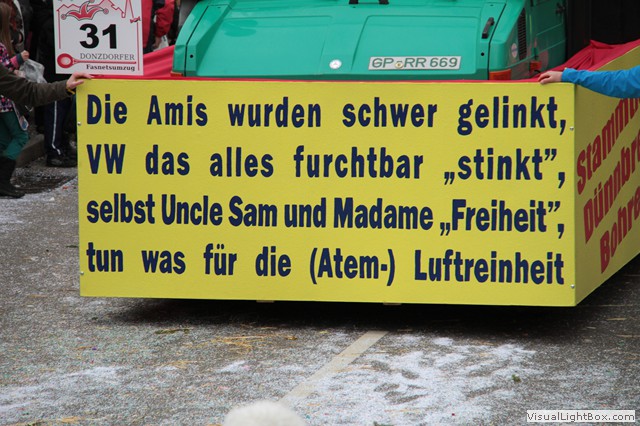 31
DONZDORFER
Fasnetsumzug
GP RR 669
Die Amis wurden schwer gelinkt,
VW das alles furchtbar „stinkt”,
selbst Uncle Sam und Madame „Freiheit”,
tun was für die (Atem-) Luftreinheit
VisualLightBox.com